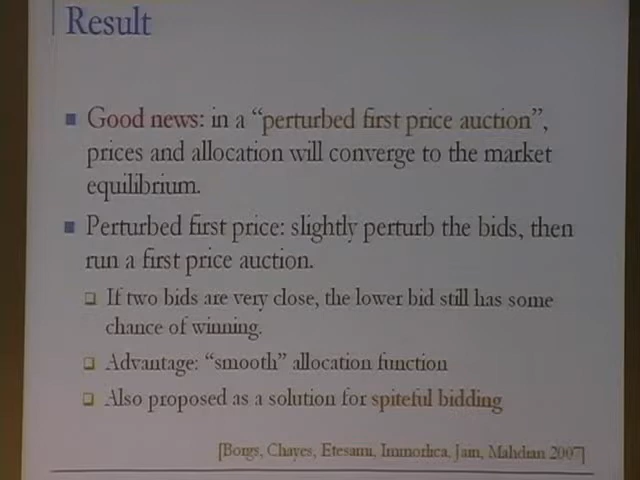 Result
Good news: in a “perturbed first price auction”,
prices and allocation will converge to the market
equilibrium.
Perturbed first price: slightly perturb the bids, then
run a first price auction.
If two bids are very close, the lower bid still has some
chance of winning.
Advantage: “smooth” allocation function
Also proposed as a solution for spiteful bidding
[Borgs, Chayes, Etesami, Immorlica, Jain, Mahdian 2007]